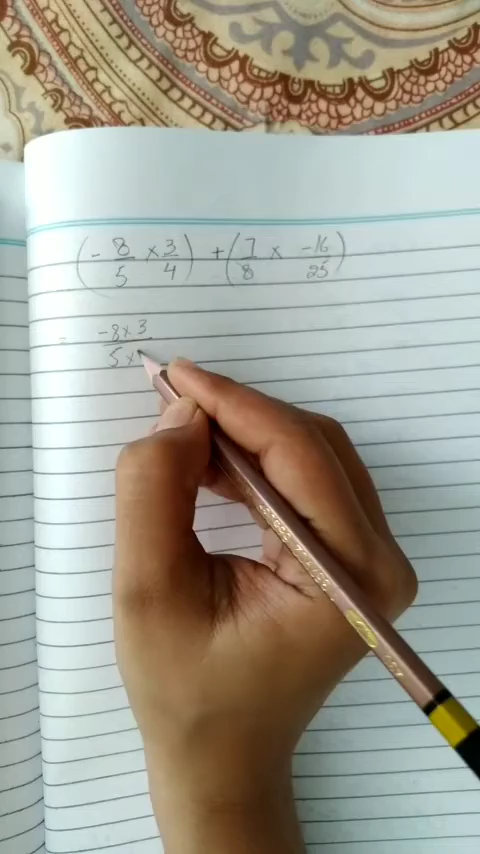 (-8/5 × 3/4) + (7/8 × -16/25)
= -8×3/5×